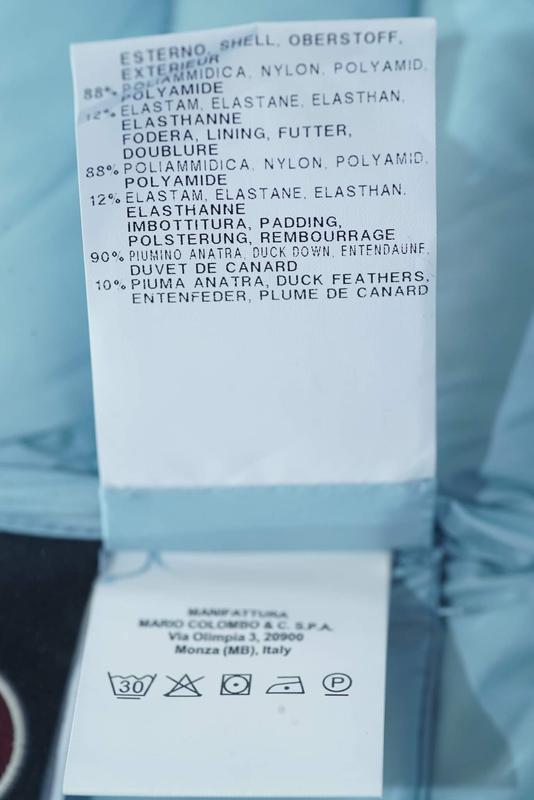 ESTERNO, SHELL, OBERSTOFF,
EXTERIEUR
88% POLIAMMIDICA, NYLON, POLYAMID,
POLYAMIDE
12% ELASTAM, ELASTANE, ELASTHAN,
ELASTHANNE
FODERA, LINING, FUTTER,
DOUBLURE
88% POLIAMMIDICA, NYLON, POLYAMID,
POLYAMIDE
12% ELASTAM, ELASTANE, ELASTHAN.
ELASTHANNE
IMBOTTITURA, PADDING,
POLSTERUNG, REMBOURRAGE
90% PIUMINO ANATRA, DUCK DOWN, ENTENDAUNE,
DUVET DE CANARD
10% PIUMA ANATRA, DUCK FEATHERS,
ENTENFEDER, PLUME DE CANARD
MANIFATTURA
MARIO COLOMBO & C. S.P.A.
Via Olimpia 3, 20900
Monza (MB), Italy
30 P